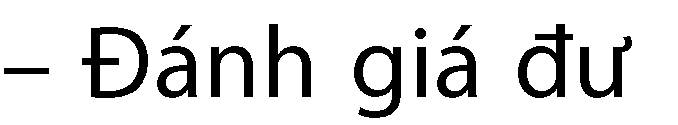 – Đánh giá đư